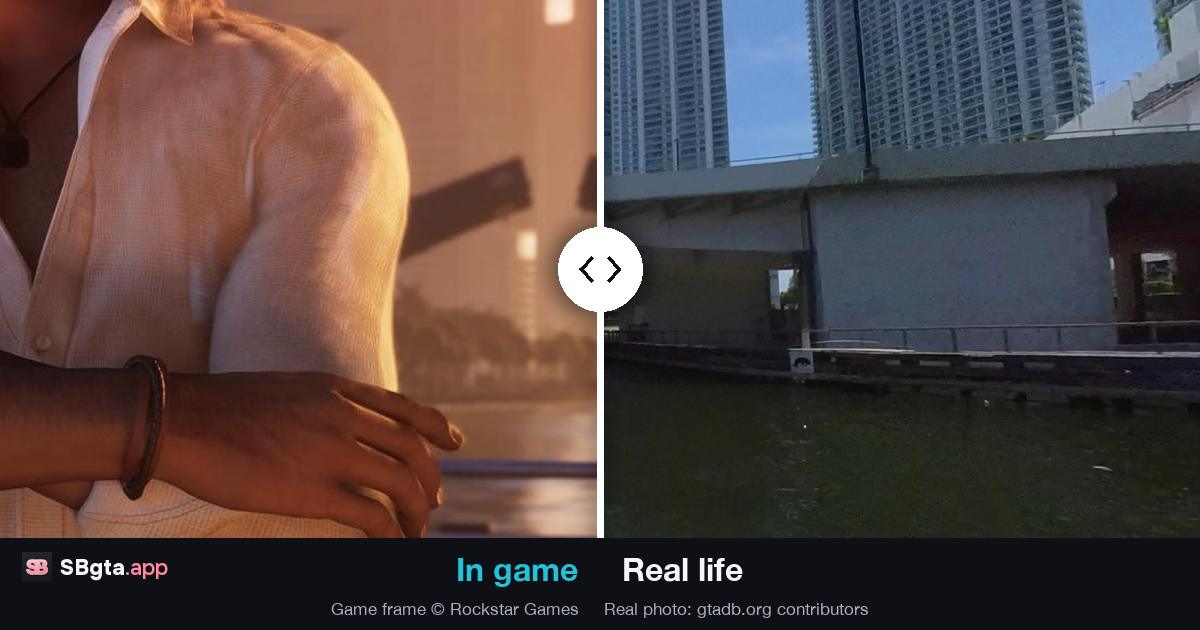 SB SBgta.app
In game
Real life
Game frame © Rockstar Games
Real photo: gtadb.org contributors